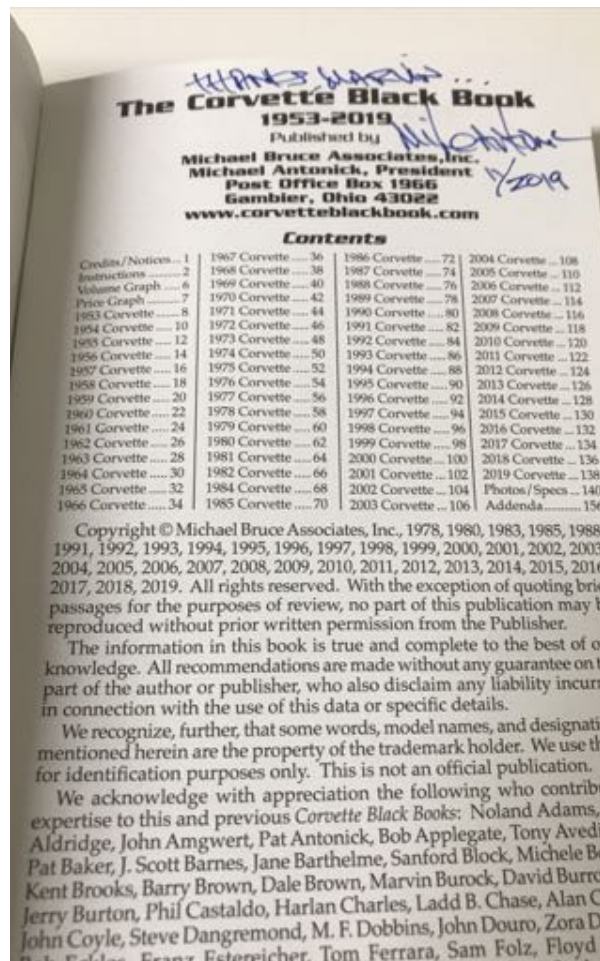 THANKS MARVIN...
The Corvette Black Book
1953-2019
Published by
Michael Bruce Associates, Inc.
Michael Antonick, President
Post Office Box 1966
Gambier, Ohio 43022
www.corvetteblackbook.com
Mike Antonick
/2019
Contents
Credits/Notices... 1
Instructions .......... 2
Volume Graph ..... 6
Price Graph .......... 7
1953 Corvette ...... 8
1954 Corvette .... 10
1955 Corvette .... 12
1956 Corvette .... 14
1957 Corvette .... 16
1958 Corvette .... 18
1959 Corvette .... 20
1960 Corvette .... 22
1961 Corvette .... 24
1962 Corvette .... 26
1963 Corvette .... 28
1964 Corvette .... 30
1965 Corvette .... 32
1966 Corvette .... 34
1967 Corvette ..... 36
1968 Corvette ..... 38
1969 Corvette ..... 40
1970 Corvette ..... 42
1971 Corvette ..... 44
1972 Corvette ..... 46
1973 Corvette ..... 48
1974 Corvette ..... 50
1975 Corvette ..... 52
1976 Corvette ..... 54
1977 Corvette ..... 56
1978 Corvette ..... 58
1979 Corvette ..... 60
1980 Corvette ..... 62
1981 Corvette ..... 64
1982 Corvette ..... 66
1984 Corvette ..... 68
1985 Corvette ..... 70
1986 Corvette ..... 72
1987 Corvette ..... 74
1988 Corvette ..... 76
1989 Corvette ..... 78
1990 Corvette ..... 80
1991 Corvette ..... 82
1992 Corvette ..... 84
1993 Corvette ..... 86
1994 Corvette ..... 88
1995 Corvette ..... 90
1996 Corvette ..... 92
1997 Corvette ..... 94
1998 Corvette ..... 96
1999 Corvette ..... 98
2000 Corvette ... 100
2001 Corvette ... 102
2002 Corvette ... 104
2003 Corvette ... 106
2004 Corvette ... 108
2005 Corvette ... 110
2006 Corvette ... 112
2007 Corvette ... 114
2008 Corvette ... 116
2009 Corvette ... 118
2010 Corvette ... 120
2011 Corvette ... 122
2012 Corvette ... 124
2013 Corvette ... 126
2014 Corvette ... 128
2015 Corvette ... 130
2016 Corvette ... 132
2017 Corvette ... 134
2018 Corvette ... 136
2019 Corvette ... 138
Photos/Specs ... 140
Addenda ........... 156
Copyright © Michael Bruce Associates, Inc., 1978, 1980, 1983, 1985, 1988
1991, 1992, 1993, 1994, 1995, 1996, 1997, 1998, 1999, 2000, 2001, 2002, 2003
2004, 2005, 2006, 2007, 2008, 2009, 2010, 2011, 2012, 2013, 2014, 2015, 2016
2017, 2018, 2019. All rights reserved. With the exception of quoting brie
passages for the purposes of review, no part of this publication may b
reproduced without prior written permission from the Publisher.
The information in this book is true and complete to the best of o
knowledge. All recommendations are made without any guarantee on t
part of the author or publisher, who also disclaim any liability incurr
in connection with the use of this data or specific details.
We recognize, further, that some words, model names, and designati
mentioned herein are the property of the trademark holder. We use th
for identification purposes only. This is not an official publication.
We acknowledge with appreciation the following who contrib
expertise to this and previous Corvette Black Books: Noland Adams,
Aldridge, John Amgwert, Pat Antonick, Bob Applegate, Tony Avedi
Pat Baker, J. Scott Barnes, Jane Barthelme, Sanford Block, Michele B
Kent Brooks, Barry Brown, Dale Brown, Marvin Burock, David Burro
Jerry Burton, Phil Castaldo, Harlan Charles, Ladd B. Chase, Alan C
John Coyle, Steve Dangremond, M. F. Dobbins, John Douro, Zora D
Eckles, Franz Estereicher, Tom Ferrara, Sam Folz, Floyd